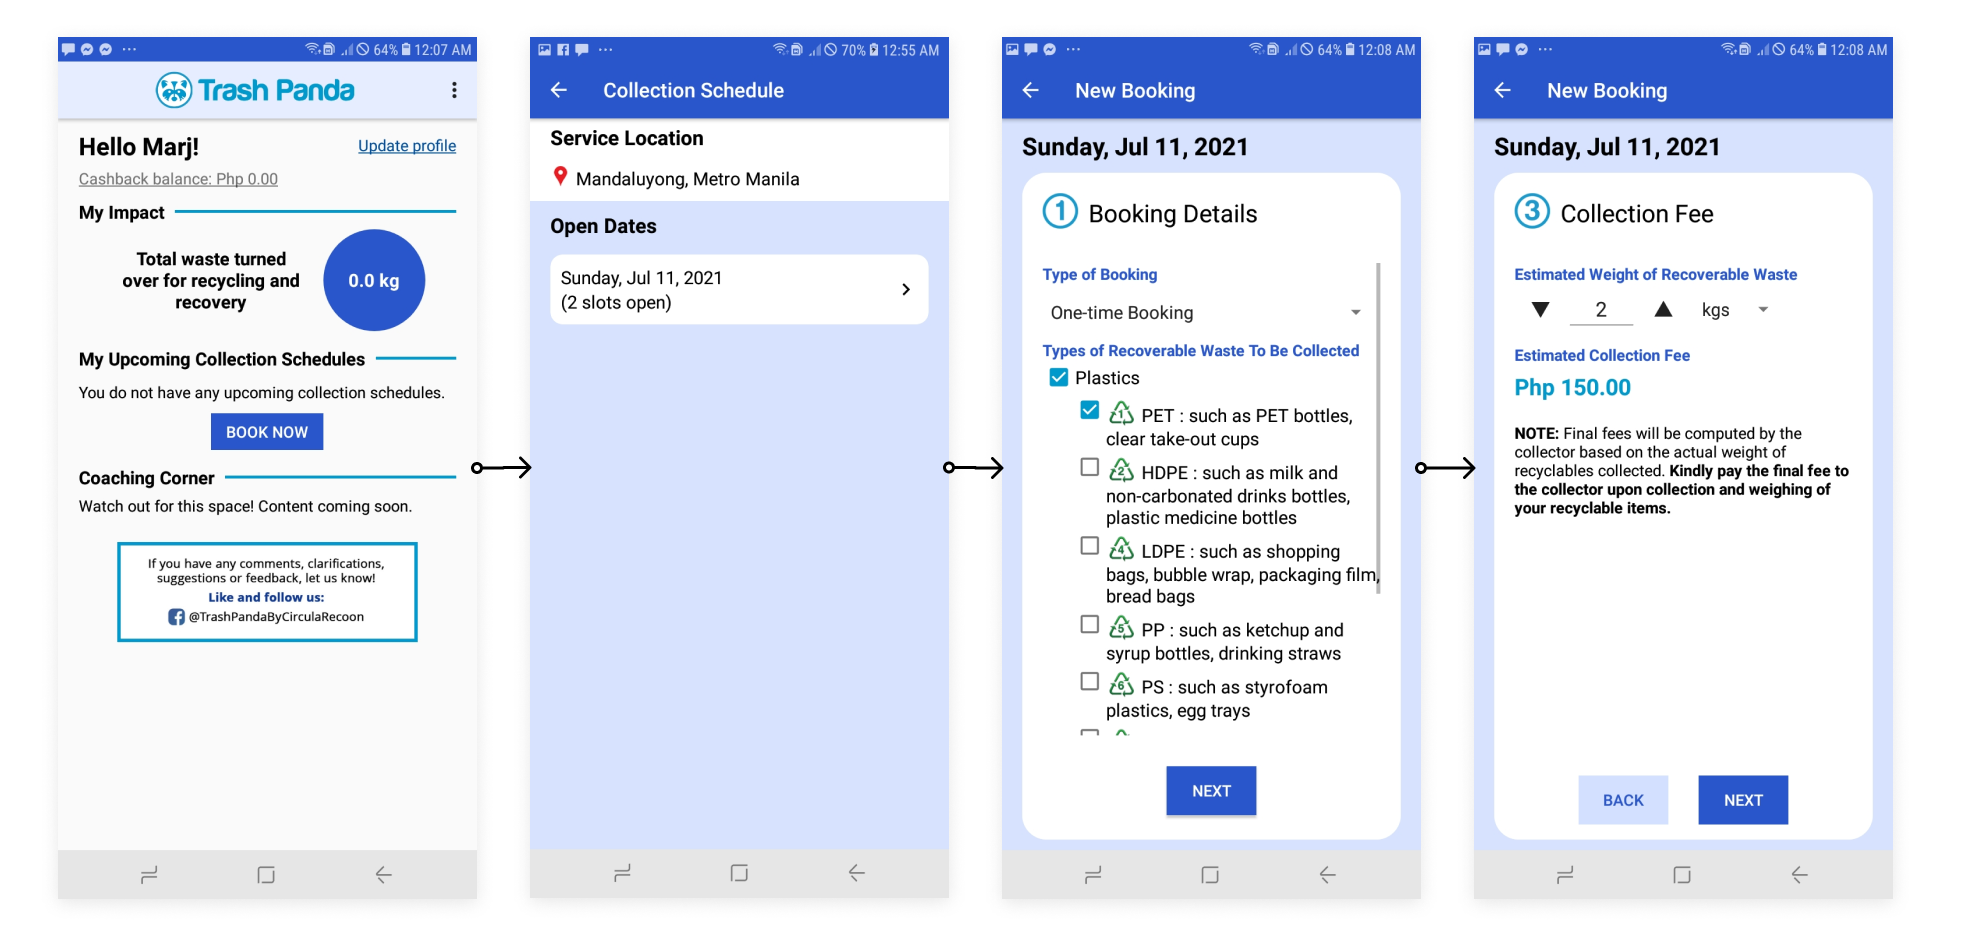 64% 12:07 AM
Trash Panda
Hello Marj!
Update profile
Cashback balance: Php 0.00
My Impact
Total waste turned
over for recycling and
recovery
0.0 kg
My Upcoming Collection Schedules
You do not have any upcoming collection schedules.
BOOK NOW
Coaching Corner
Watch out for this space! Content coming soon.
If you have any comments, clarifications,
suggestions or feedback, let us know!
Like and follow us:
@TrashPandaByCirculaRecoon
70% 12:55 AM
Collection Schedule
Service Location
Mandaluyong, Metro Manila
Open Dates
Sunday, Jul 11, 2021
(2 slots open)
64% 12:08 AM
New Booking
Sunday, Jul 11, 2021
1 Booking Details
Type of Booking
One-time Booking
Types of Recoverable Waste To Be Collected
Plastics
1 PET : such as PET bottles,
clear take-out cups
2 HDPE : such as milk and
non-carbonated drinks bottles,
plastic medicine bottles
4 LDPE : such as shopping
bags, bubble wrap, packaging film,
bread bags
5 PP : such as ketchup and
syrup bottles, drinking straws
6 PS : such as styrofoam
plastics, egg trays
NEXT
64% 12:08 AM
New Booking
Sunday, Jul 11, 2021
3 Collection Fee
Estimated Weight of Recoverable Waste
2 kgs
Estimated Collection Fee
Php 150.00
NOTE: Final fees will be computed by the
collector based on the actual weight of
recyclables collected. Kindly pay the final fee to
the collector upon collection and weighing of
your recyclable items.
BACK
NEXT